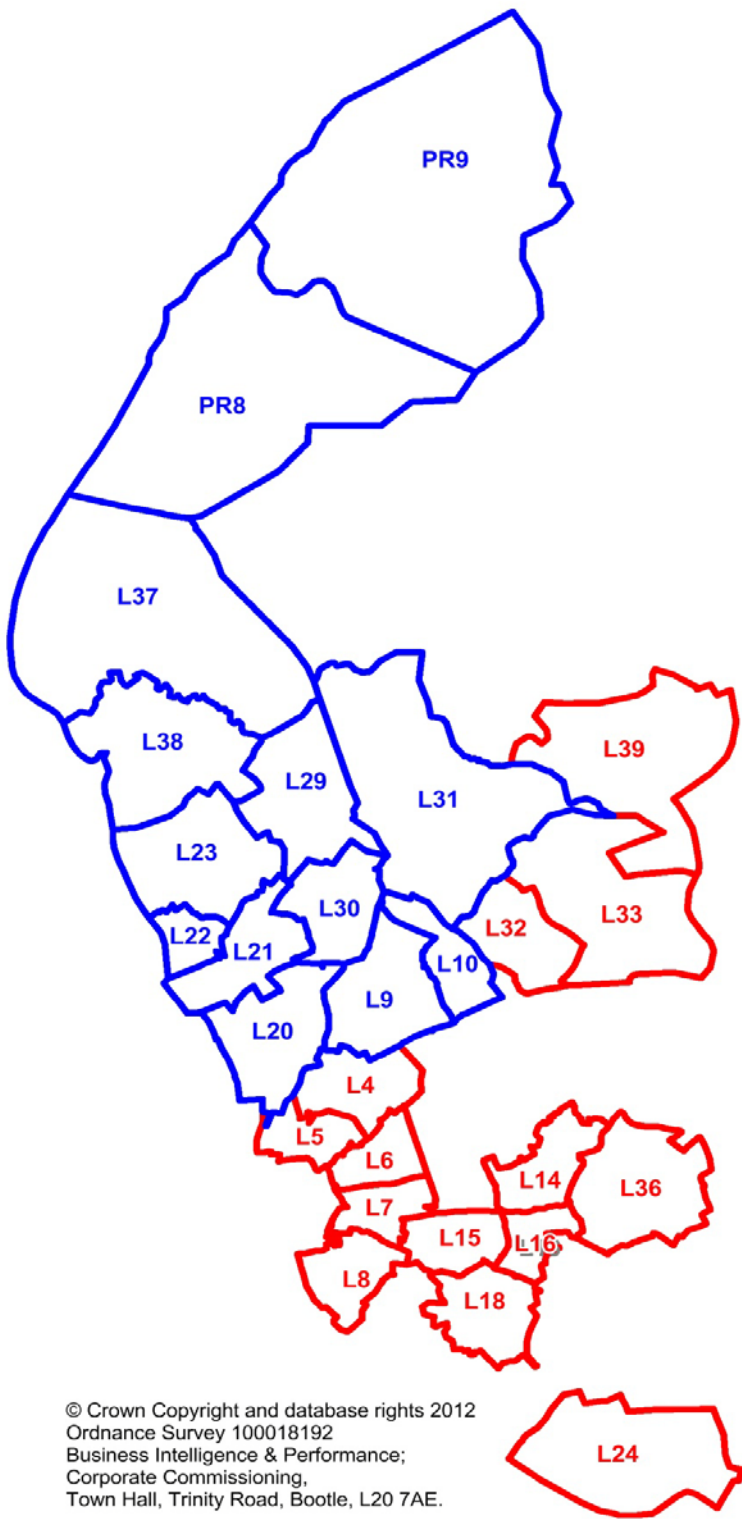 PR9
PR8
L37
L38
L39
L29
L31
L23
L30
L33
L32
L22
L21
L10
L9
L20
L4
L5
L6
L14
L36
L7
L15
L16
L8
L18
© Crown Copyright and database rights 2012
Ordnance Survey 100018192
Business Intelligence & Performance;
Corporate Commissioning,
Town Hall, Trinity Road, Bootle, L20 7AE.
L24